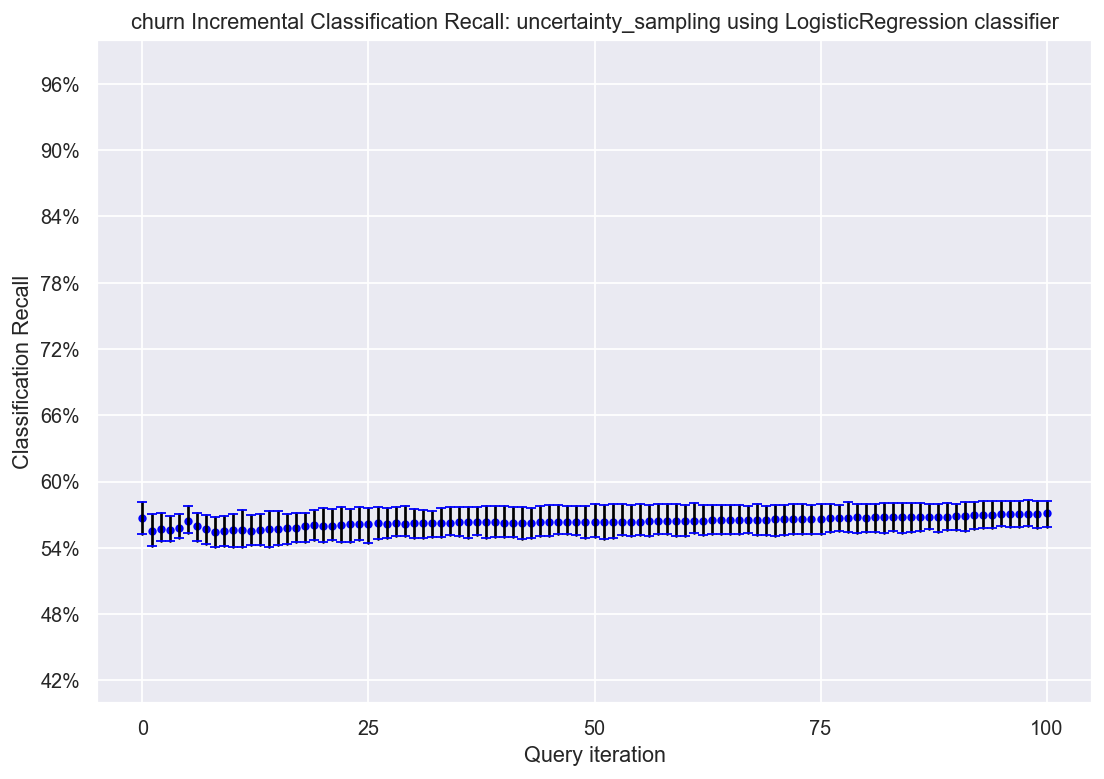 churn Incremental Classification Recall: uncertainty_sampling using LogisticRegression classifier
96%
90%
84%
78%
72%
66%
60%
54%
48%
42%
Classification Recall
0 25 50 75 100
Query iteration